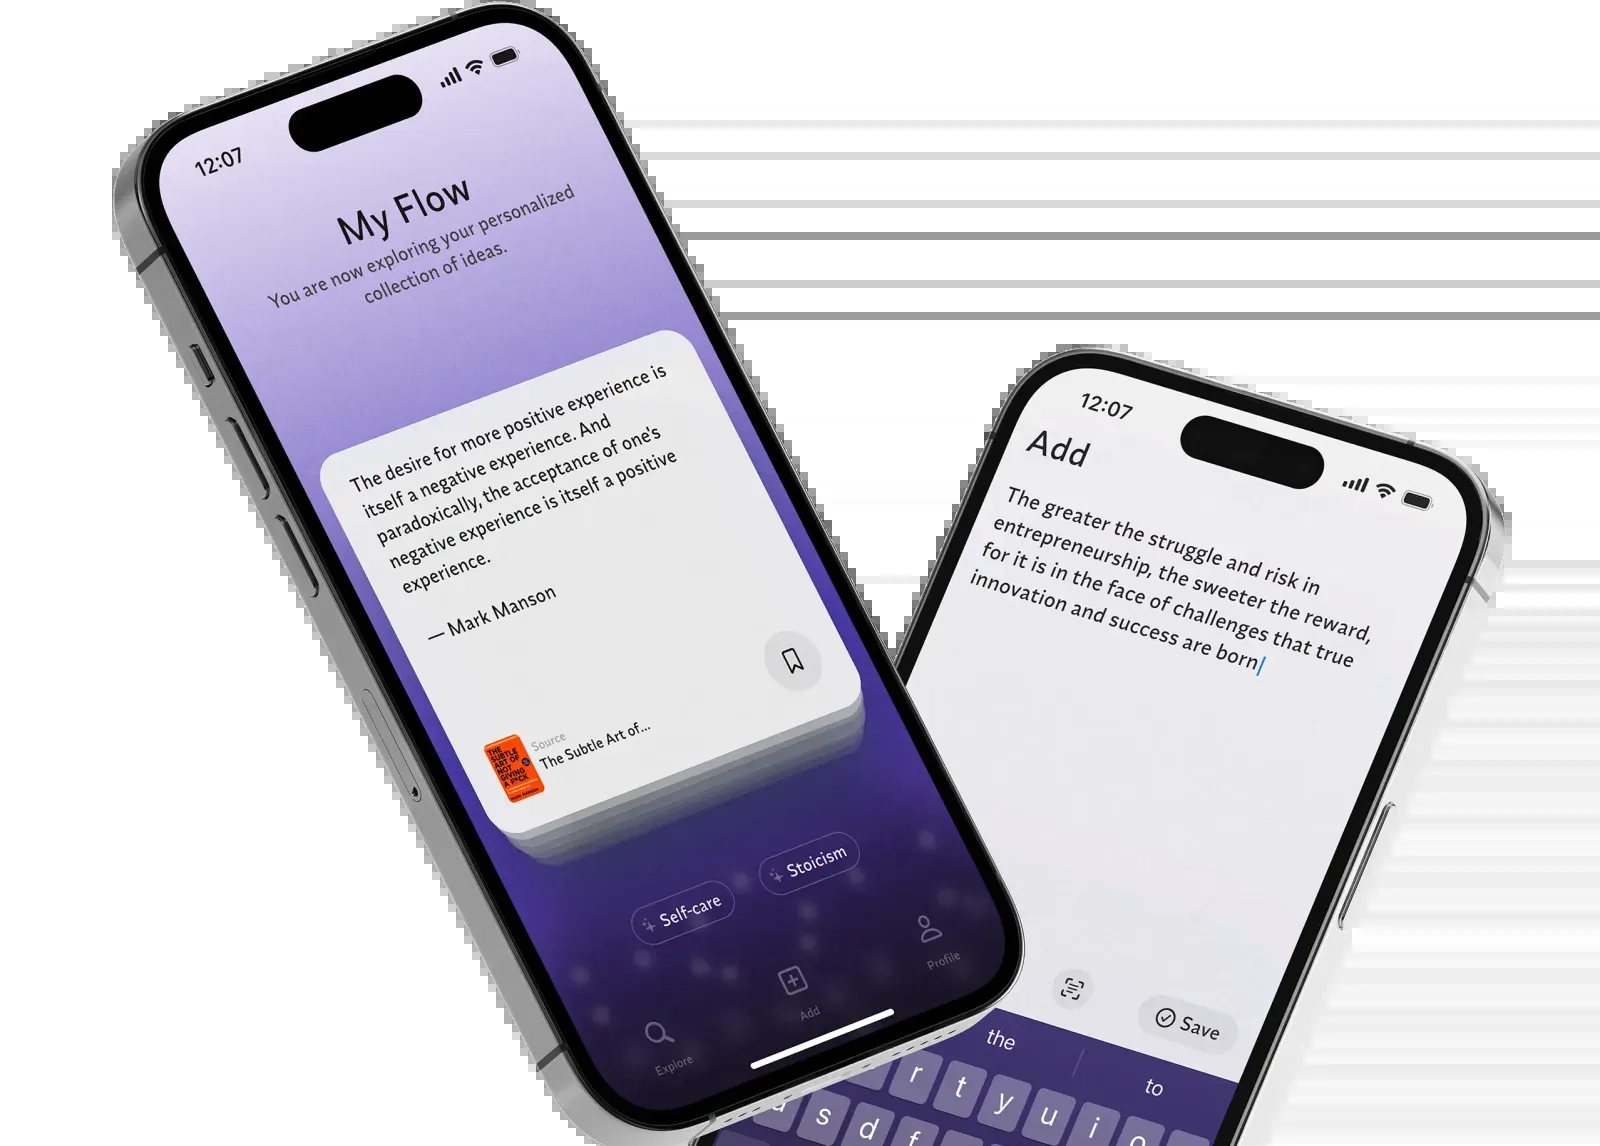 12:07
My Flow
You are now exploring your personalized
collection of ideas.
The desire for more positive experience is
itself a negative experience. And
paradoxically, the acceptance of one's
negative experience is itself a positive
experience.
— Mark Manson
THE
SUBTLE
ART OF
NOT
GIVING
A F*CK
MARK MANSON
Source
The Subtle Art of...
Self-care
Stoicism
Explore
Add
Profile
12:07
Add
The greater the struggle and risk in
entrepreneurship, the sweeter the reward,
for it is in the face of challenges that true
innovation and success are born
Save
the
to
r t y u i o
s d f